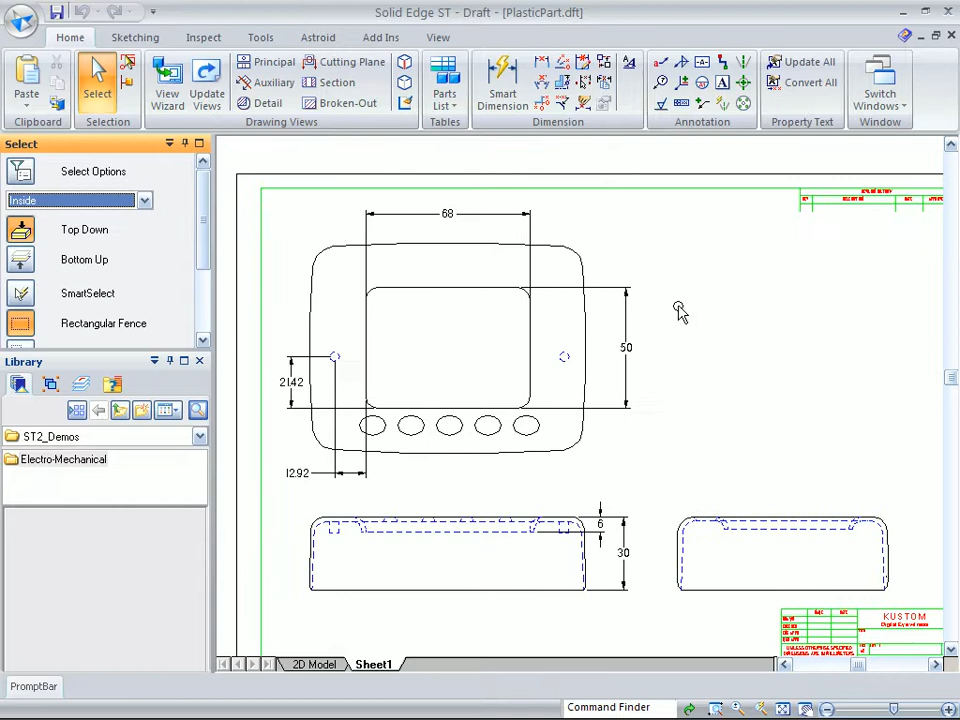 Solid Edge ST - Draft - [PlasticPart.dft]
Home Sketching Inspect Tools Astroid Add Ins View
Paste
Clipboard
Select
Selection
View Wizard
Update Views
Principal
Auxiliary
Detail
Cutting Plane
Section
Broken-Out
Drawing Views
Parts List
Tables
Smart Dimension
Dimension
Annotation
Update All
Convert All
Property Text
Switch Windows
Window
Select
Select Options
Inside
Top Down
Bottom Up
SmartSelect
Rectangular Fence
Library
ST2_Demos
Electro-Mechanical
68
50
21.42
12.92
6
30
KUSTOM
2D Model Sheet1
PromptBar
Command Finder